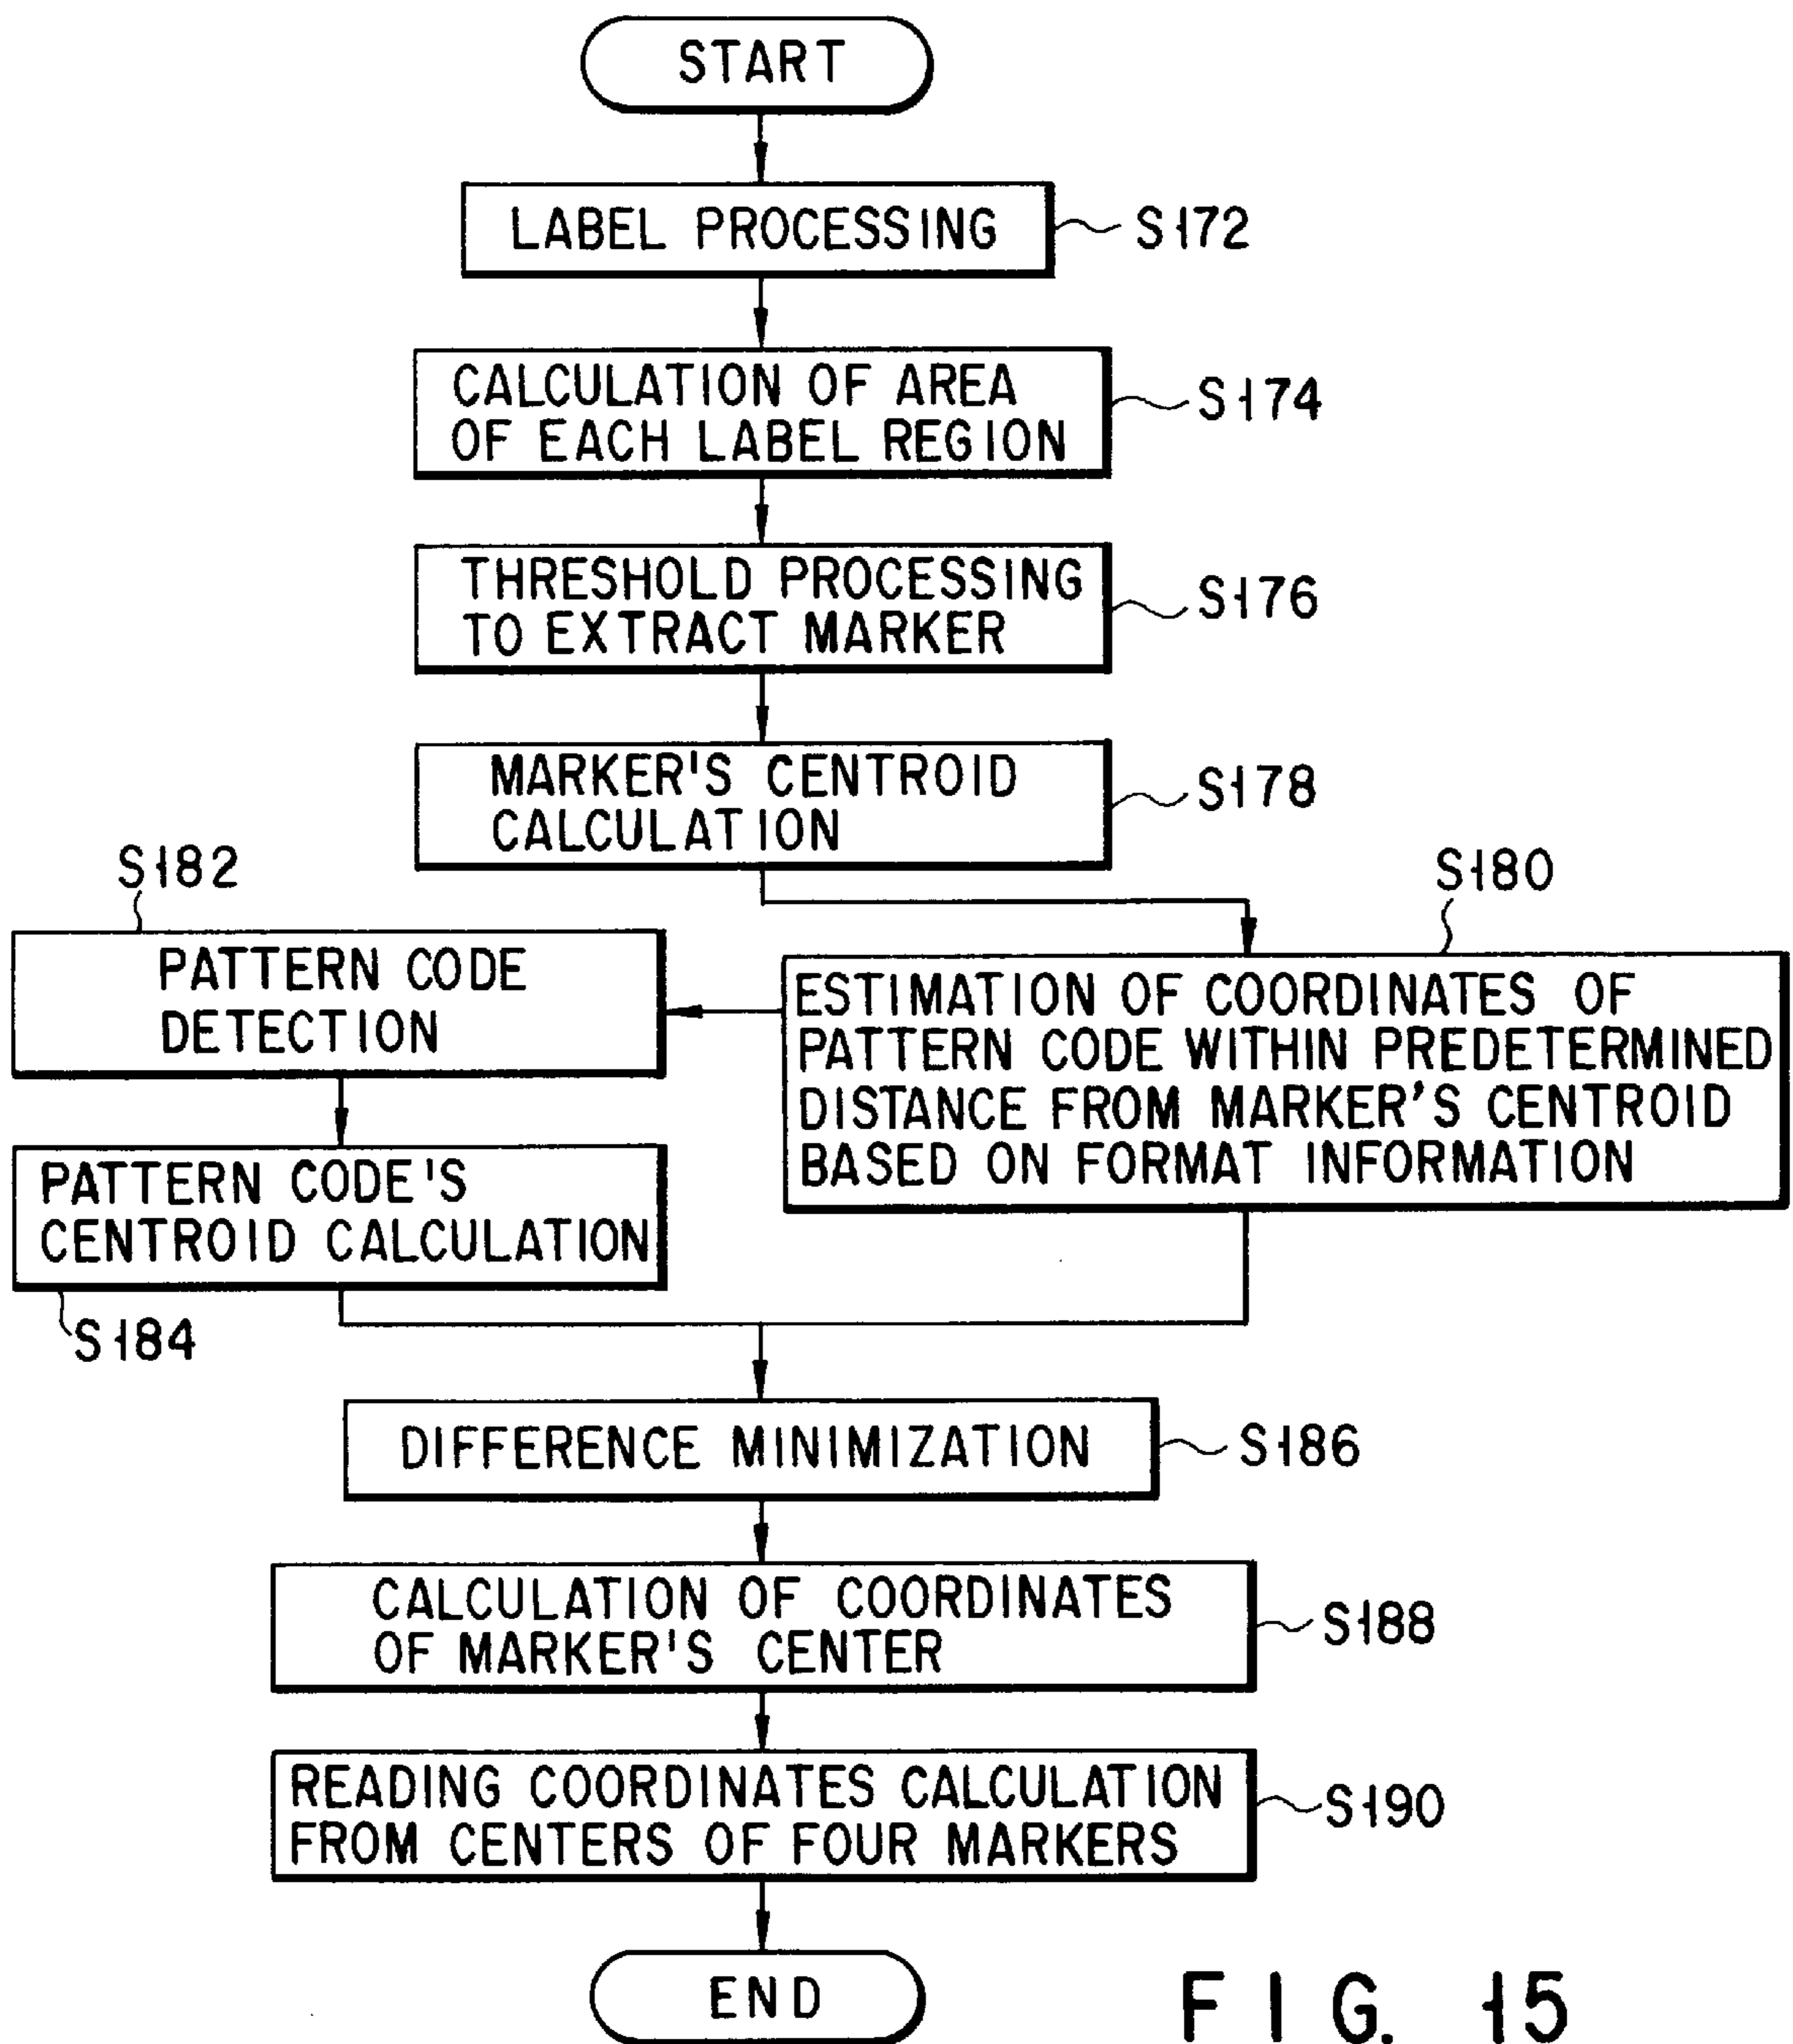 START
LABEL PROCESSING
S172
CALCULATION OF AREA
OF EACH LABEL REGION
S174
THRESHOLD PROCESSING
TO EXTRACT MARKER
S176
MARKER'S CENTROID
CALCULATION
S178
S182
S180
PATTERN CODE
DETECTION
ESTIMATION OF COORDINATES OF
PATTERN CODE WITHIN PREDETERMINED
DISTANCE FROM MARKER'S CENTROID
BASED ON FORMAT INFORMATION
PATTERN CODE'S
CENTROID CALCULATION
S184
DIFFERENCE MINIMIZATION
S186
CALCULATION OF COORDINATES
OF MARKER'S CENTER
S188
READING COORDINATES CALCULATION
FROM CENTERS OF FOUR MARKERS
S190
END
FIG. 15